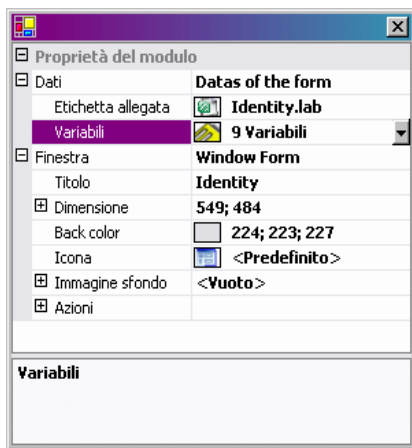 Proprietà del modulo
Dati Datas of the form
Etichetta allegata Identity.lab
Variabili 9 Variabili
Finestra Window Form
Titolo Identity
Dimensione 549; 484
Back color 224; 223; 227
Icona <Predefinito>
Immagine sfondo <Vuoto>
Azioni
Variabili